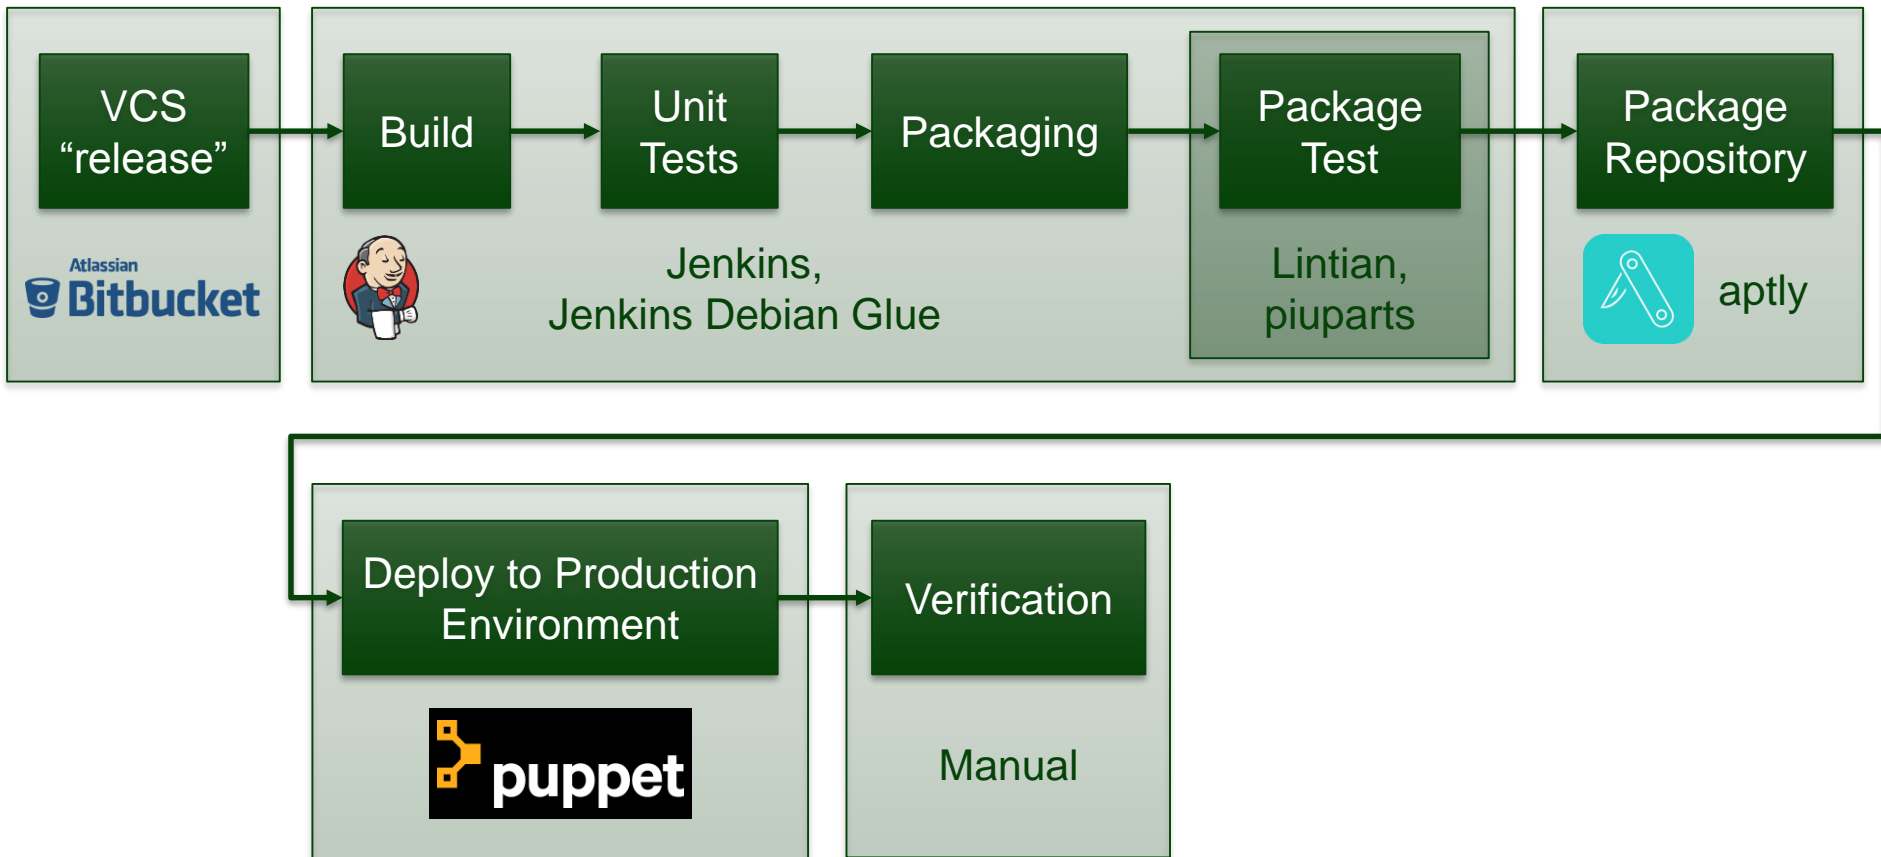 VCS
“release”
Build
Unit
Tests
Packaging
Package
Test
Package
Repository
Atlassian
Bitbucket
Jenkins,
Jenkins Debian Glue
Lintian,
piuparts
aptly
Deploy to Production
Environment
Verification
puppet
Manual